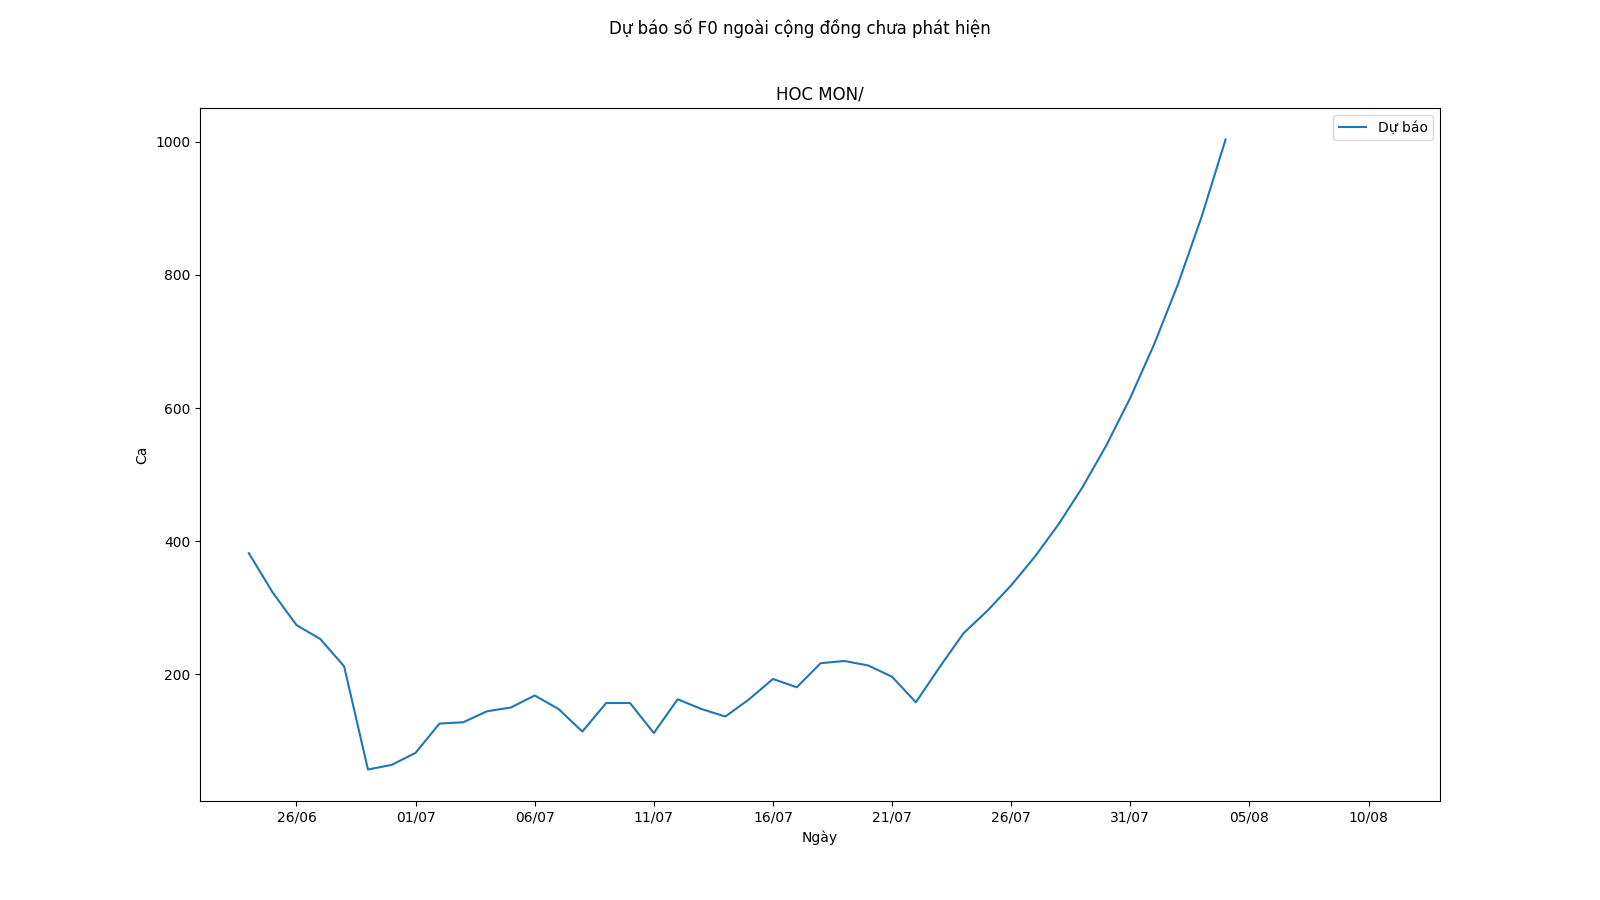 Dự báo số F0 ngoài cộng đồng chưa phát hiện
HOC MON/
Dự báo
1000
800
600
400
200
Ca
26/06 01/07 06/07 11/07 16/07 21/07 26/07 31/07 05/08 10/08
Ngày